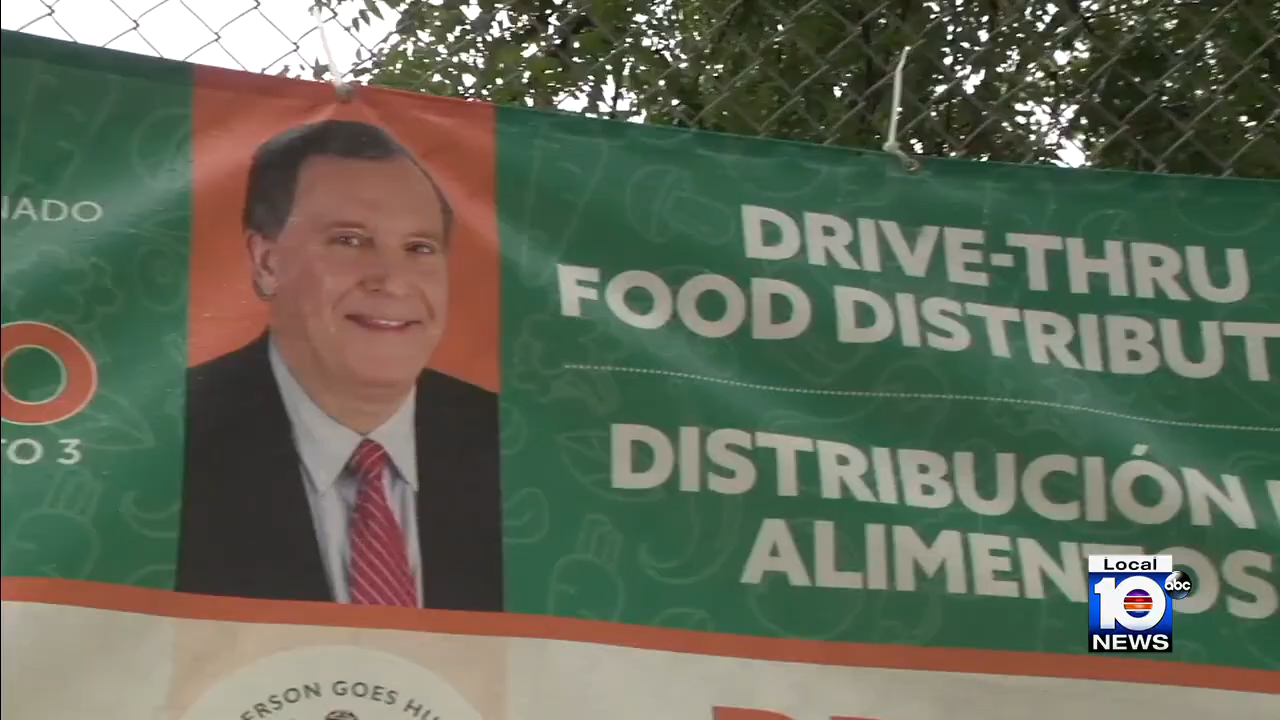 NADO
O
TO 3
DRIVE-THRU
FOOD DISTRIBUT
DISTRIBUCIÓN
ALIMENTOS
ERSON GOES HU
Local
10 abc
NEWS